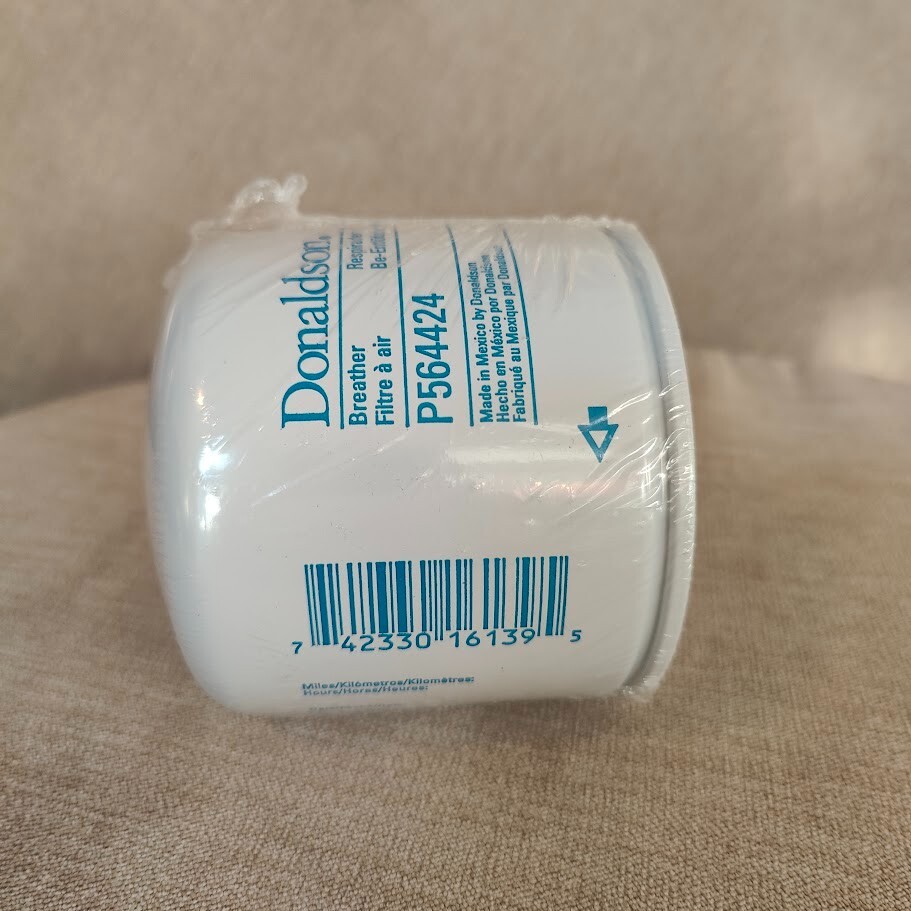 Donaldson.
Breather
Filtre à air
P564424
Made in Mexico by Donaldson
Hecho en México por Donaldson
Fabriqué au Mexique par Donaldson
7 42330 16139 5
Miles/Kilómetros/Kilomètres:
Hours/Horas/Heures: